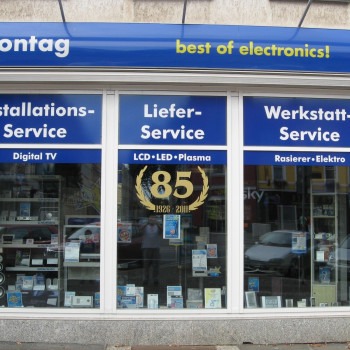 ontag
best of electronics!
stallations-
Service
Digital TV
Liefer-
Service
LCD•LED•Plasma
Werkstatt-
Service
Rasierer•Elektro
85
1926 - 2011
sky